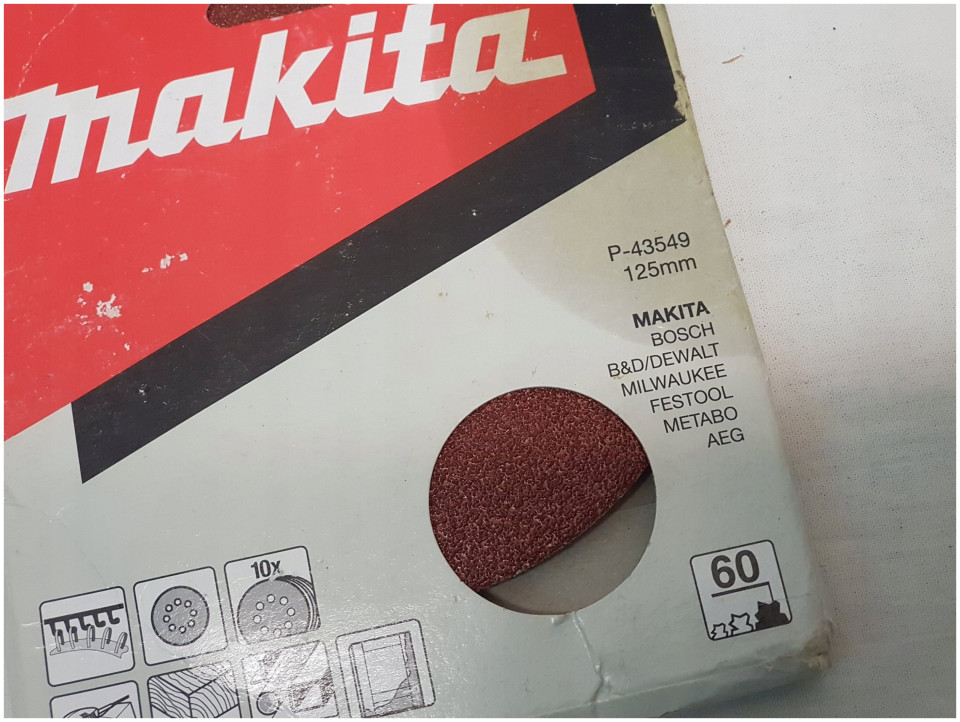 makita
P-43549
125mm
MAKITA
BOSCH
B&D/DEWALT
MILWAUKEE
FESTOOL
METABO
AEG
10x
60